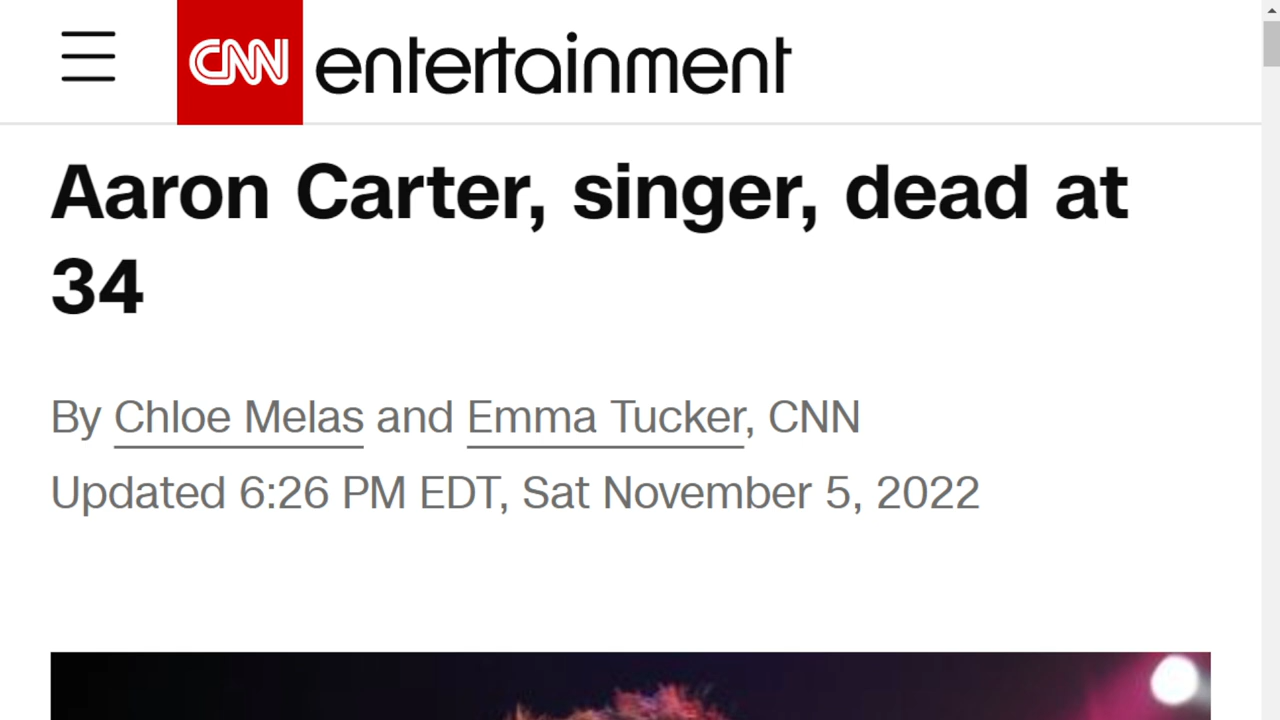 CNN entertainment
Aaron Carter, singer, dead at
34
By Chloe Melas and Emma Tucker, CNN
Updated 6:26 PM EDT, Sat November 5, 2022